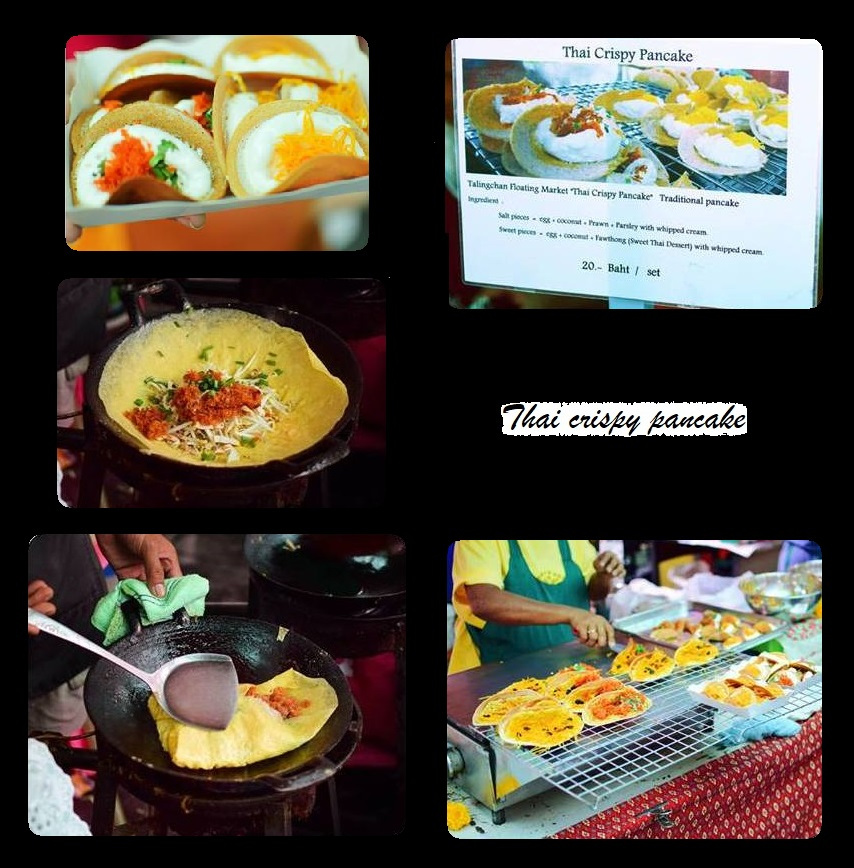 Thai Crispy Pancake
Talingchan Floating Market "Thai Crispy Pancake" Traditional pancake
Ingredient .
Salt pieces = egg + coconut + Prawn + Parsley with whipped cream.
Sweet pieces = egg + coconut + Fawthong (Sweet Thai Dessert) with whipped cream.
20.- Baht / set
Thai crispy pancake